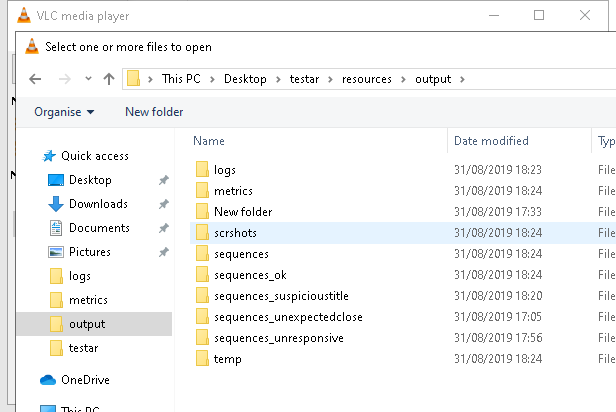 VLC media player
Select one or more files to open
This PC > Desktop > testar > resources > output >
Organise New folder
Name Date modified Typ
Quick access
Desktop
Downloads
Documents
Pictures
logs
metrics
output
testar
OneDrive
This PC
logs 31/08/2019 18:23 File
metrics 31/08/2019 18:24 File
New folder 31/08/2019 17:33 File
scrshots 31/08/2019 18:24 File
sequences 31/08/2019 18:24 File
sequences_ok 31/08/2019 18:24 File
sequences_suspicioustitle 31/08/2019 18:20 File
sequences_unexpectedclose 31/08/2019 17:05 File
sequences_unresponsive 31/08/2019 17:56 File
temp 31/08/2019 18:24 File